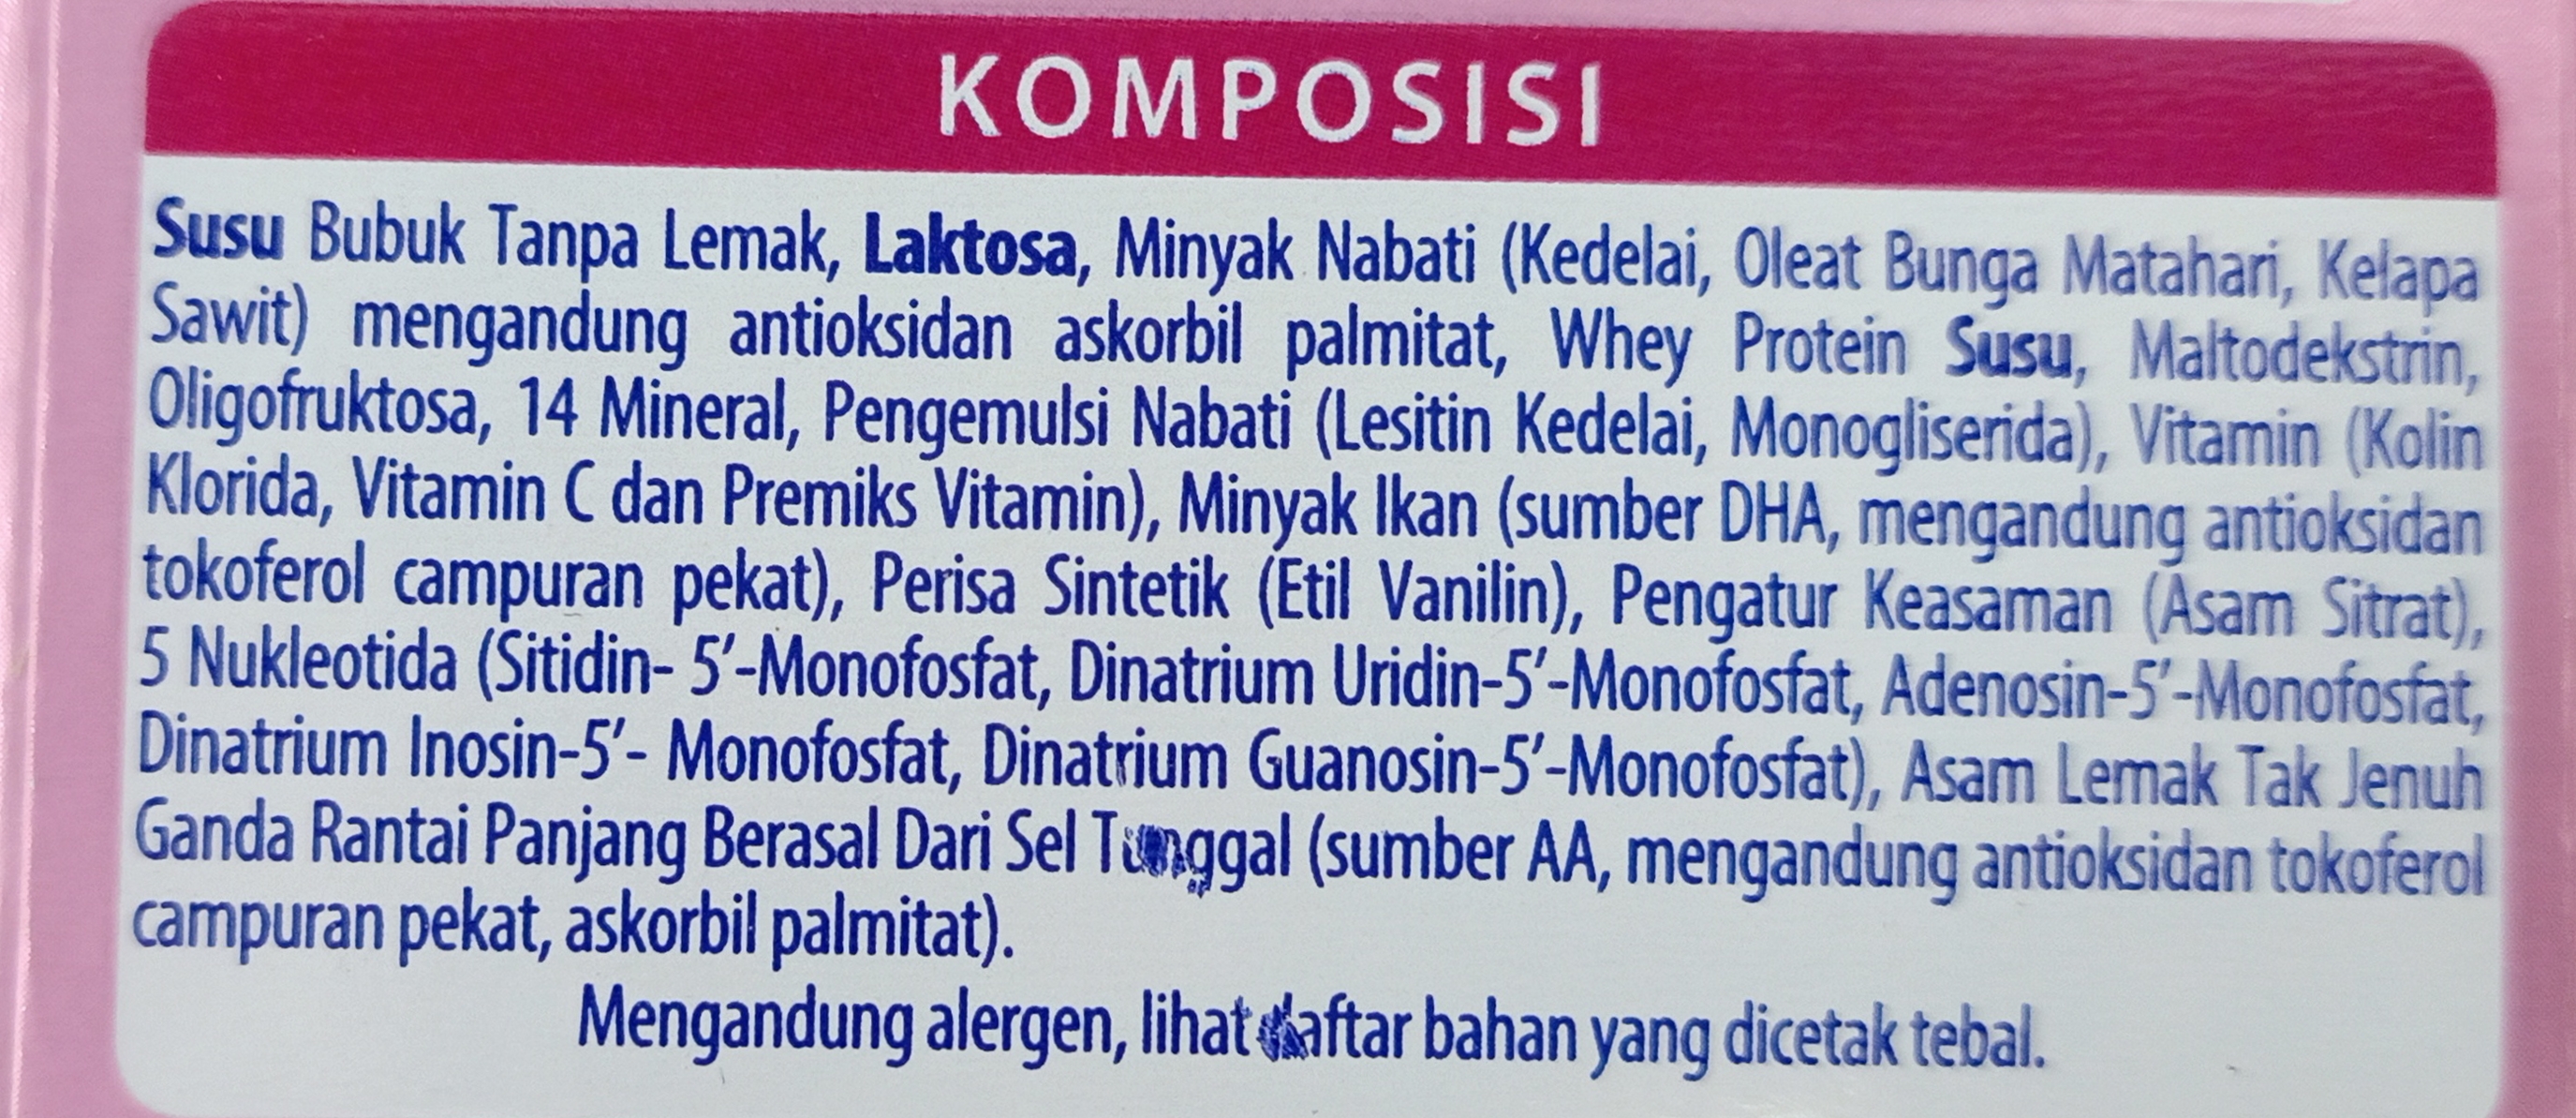 KOMPOSISI
Susu Bubuk Tanpa Lemak, Laktosa, Minyak Nabati (Kedelai, Oleat Bunga Matahari, Kelapa
Sawit) mengandung antioksidan askorbil palmitat, Whey Protein Susu, Maltodekstrin,
Oligofruktosa, 14 Mineral, Pengemulsi Nabati (Lesitin Kedelai, Monogliserida), Vitamin (Kolin
Klorida, Vitamin C dan Premiks Vitamin), Minyak Ikan (sumber DHA, mengandung antioksidan
tokoferol campuran pekat), Perisa Sintetik (Etil Vanilin), Pengatur Keasaman (Asam Sitrat),
5 Nukleotida (Sitidin- 5’-Monofosfat, Dinatrium Uridin-5’-Monofosfat, Adenosin-5’-Monofosfat,
Dinatrium Inosin-5’- Monofosfat, Dinatrium Guanosin-5’-Monofosfat), Asam Lemak Tak Jenuh
Ganda Rantai Panjang Berasal Dari Sel Tunggal (sumber AA, mengandung antioksidan tokoferol
campuran pekat, askorbil palmitat).
Mengandung alergen, lihat daftar bahan yang dicetak tebal.